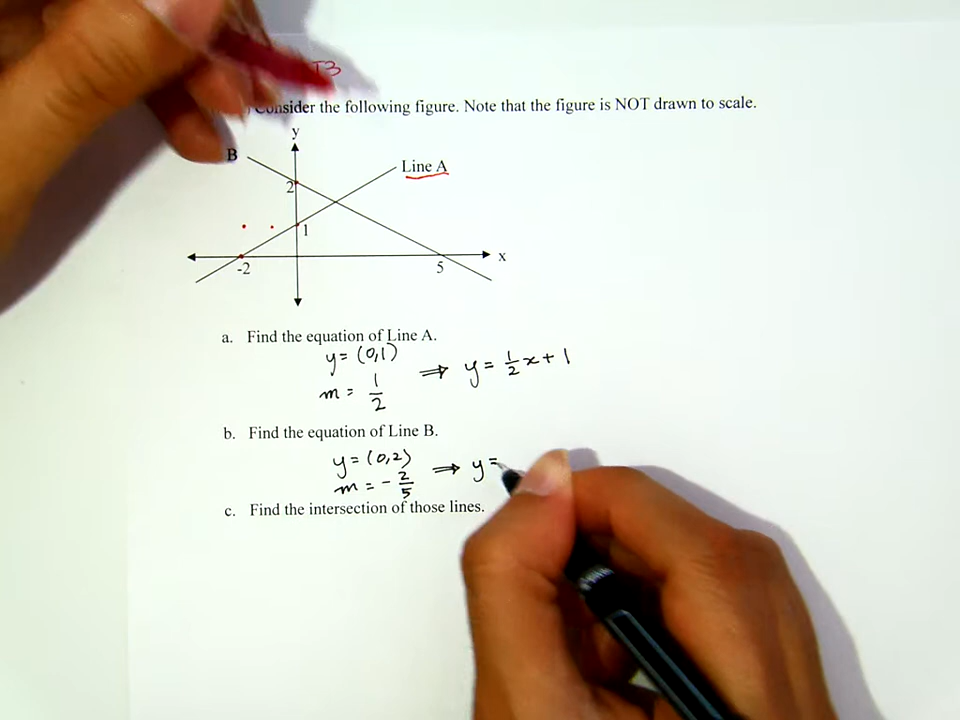 T3
Consider the following figure. Note that the figure is NOT drawn to scale.
y
B
Line A
2
1
x
-2
5
a. Find the equation of Line A.
y = (0,1)
m = 1/2 ⇒ y = 1/2 x + 1
b. Find the equation of Line B.
y = (0,2)
m = - 2/5 ⇒ y =
c. Find the intersection of those lines.